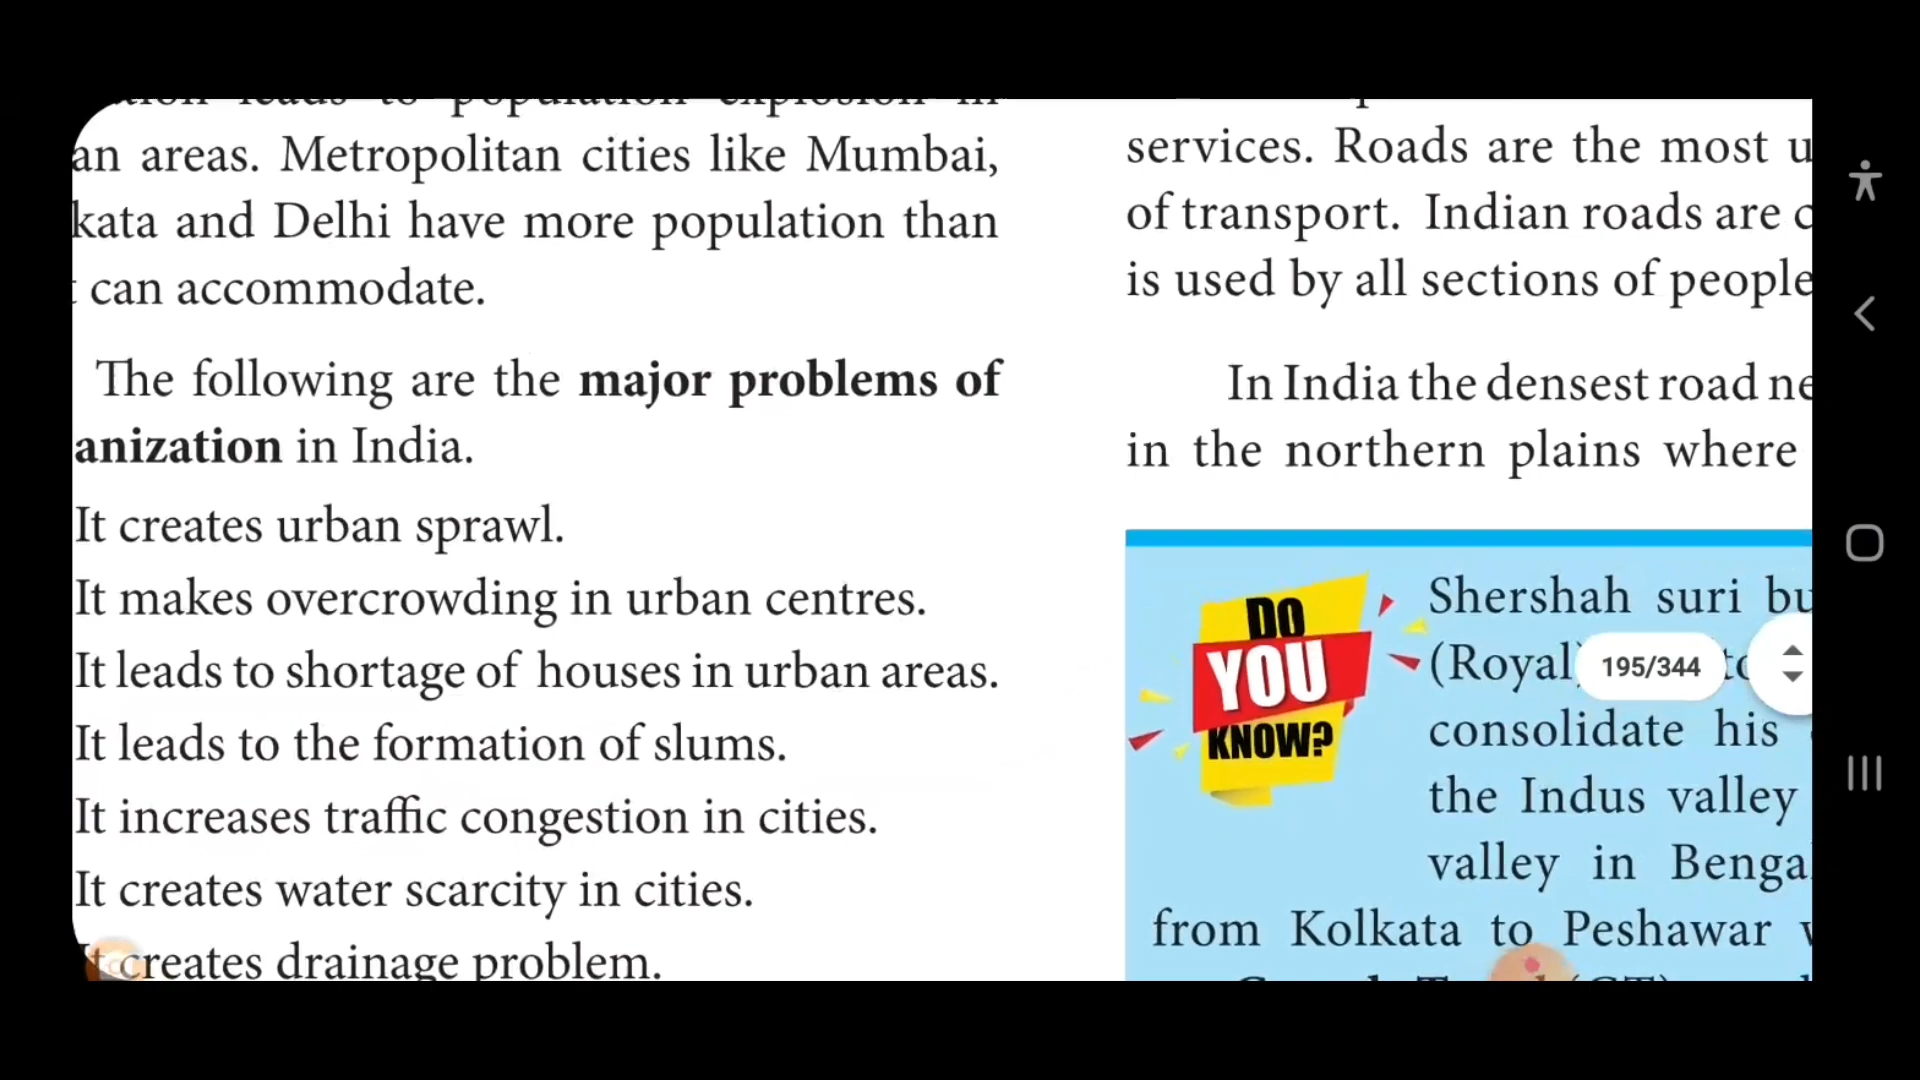 an areas. Metropolitan cities like Mumbai,
kata and Delhi have more population than
can accommodate.
The following are the major problems of
anization in India.
It creates urban sprawl.
It makes overcrowding in urban centres.
It leads to shortage of houses in urban areas.
It leads to the formation of slums.
It increases traffic congestion in cities.
It creates water scarcity in cities.
It creates drainage problem.
services. Roads are the most u
of transport. Indian roads are c
is used by all sections of people
In India the densest road ne
in the northern plains where
DO
YOU
KNOW?
Shershah suri bu
(Royal
195/344
consolidate his
the Indus valley
valley in Benga
from Kolkata to Peshawar